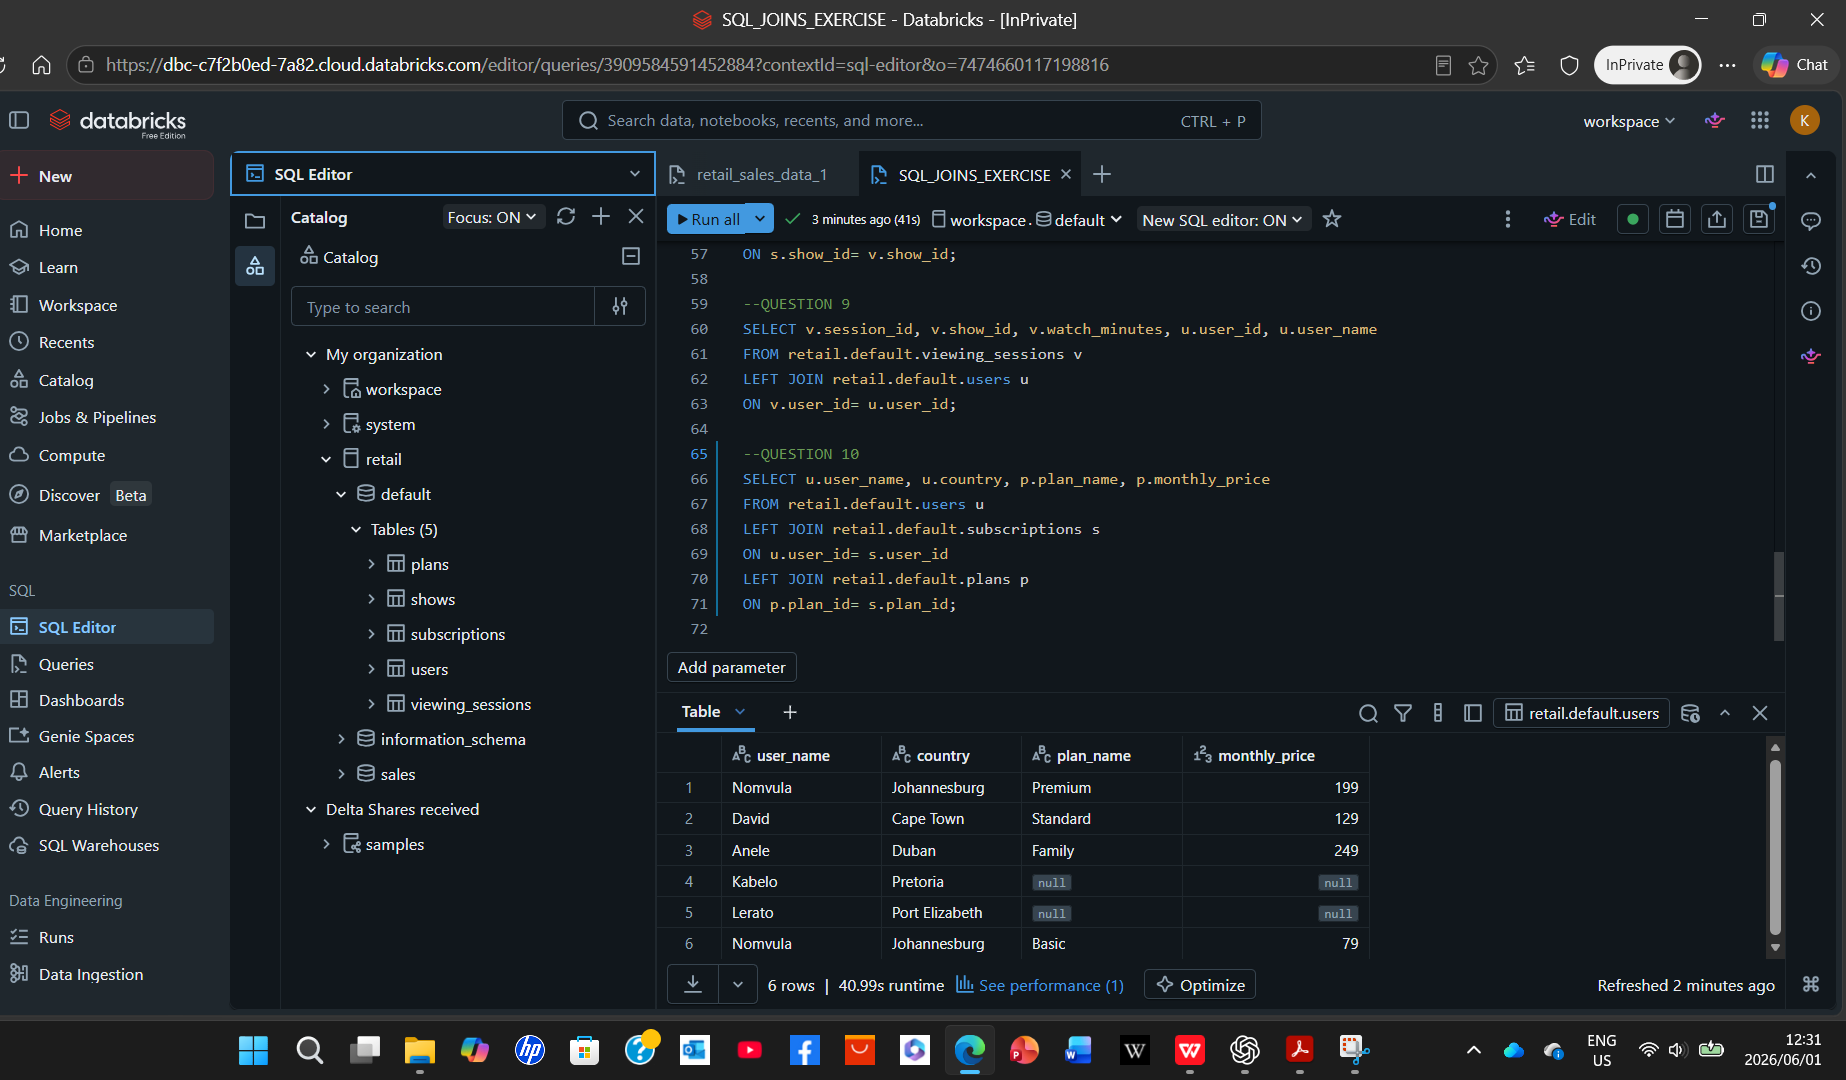 SQL_JOINS_EXERCISE - Databricks - [InPrivate]
https://dbc-c7f2b0ed-7a82.cloud.databricks.com/editor/queries/3909584591452884?contextId=sql-editor&o=7474660117198816
InPrivate
Chat
databricks
Free Edition
Search data, notebooks, recents, and more...
CTRL + P
workspace
K
New
Home
Learn
Workspace
Recents
Catalog
Jobs & Pipelines
Compute
Discover Beta
Marketplace
SQL
SQL Editor
Queries
Dashboards
Genie Spaces
Alerts
Query History
SQL Warehouses
Data Engineering
Runs
Data Ingestion
SQL Editor
Catalog
Focus: ON
Catalog
Type to search
My organization
workspace
system
retail
default
Tables (5)
plans
shows
subscriptions
users
viewing_sessions
information_schema
sales
Delta Shares received
samples
retail_sales_data_1
SQL_JOINS_EXERCISE
Run all
3 minutes ago (41s)
workspace . default
New SQL editor: ON
Edit
57 ON s.show_id= v.show_id;
58
59 --QUESTION 9
60 SELECT v.session_id, v.show_id, v.watch_minutes, u.user_id, u.user_name
61 FROM retail.default.viewing_sessions v
62 LEFT JOIN retail.default.users u
63 ON v.user_id= u.user_id;
64
65 --QUESTION 10
66 SELECT u.user_name, u.country, p.plan_name, p.monthly_price
67 FROM retail.default.users u
68 LEFT JOIN retail.default.subscriptions s
69 ON u.user_id= s.user_id
70 LEFT JOIN retail.default.plans p
71 ON p.plan_id= s.plan_id;
72
Add parameter
Table
retail.default.users
user_name country plan_name monthly_price
1 Nomvula Johannesburg Premium 199
2 David Cape Town Standard 129
3 Anele Duban Family 249
4 Kabelo Pretoria null null
5 Lerato Port Elizabeth null null
6 Nomvula Johannesburg Basic 79
6 rows | 40.99s runtime
See performance (1)
Optimize
Refreshed 2 minutes ago
ENG
US
12:31
2026/06/01